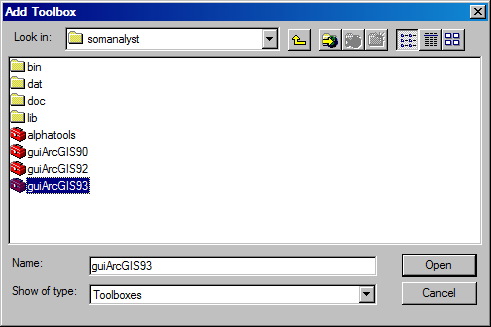 Add Toolbox
Look in: somanalyst
bin
dat
doc
lib
alphatools
guiArcGIS90
guiArcGIS92
guiArcGIS93
Name: guiArcGIS93 Open
Show of type: Toolboxes Cancel